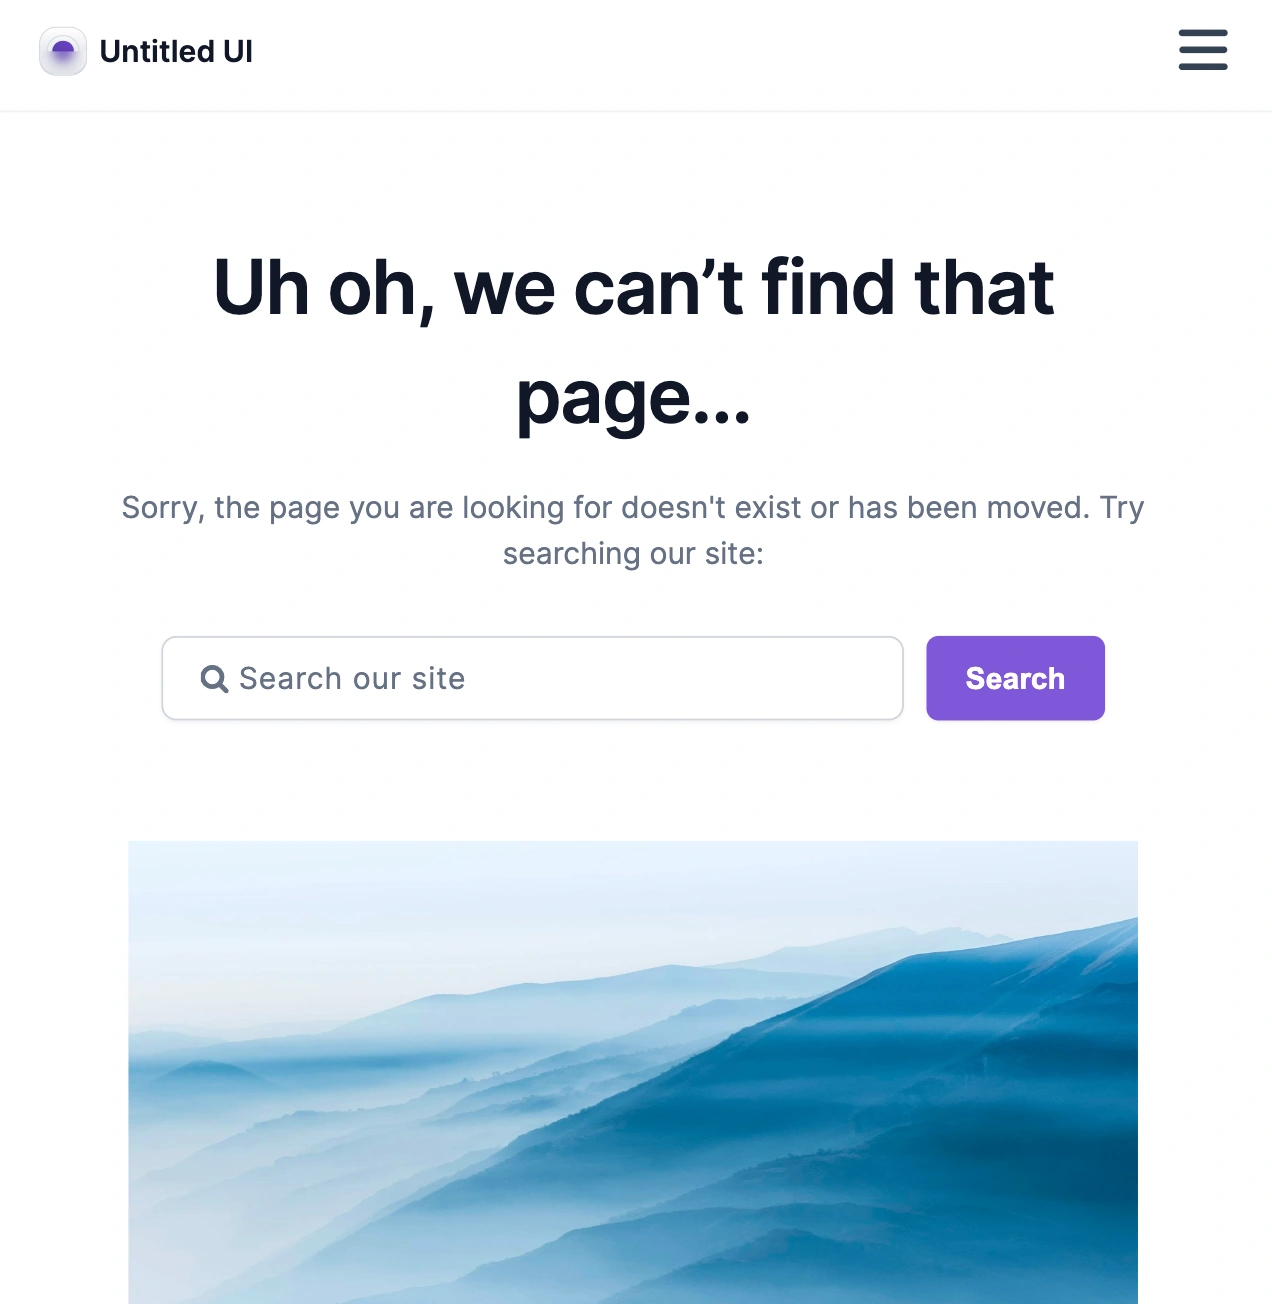 Untitled UI
Uh oh, we can’t find that
page...
Sorry, the page you are looking for doesn't exist or has been moved. Try
searching our site:
Search our site
Search